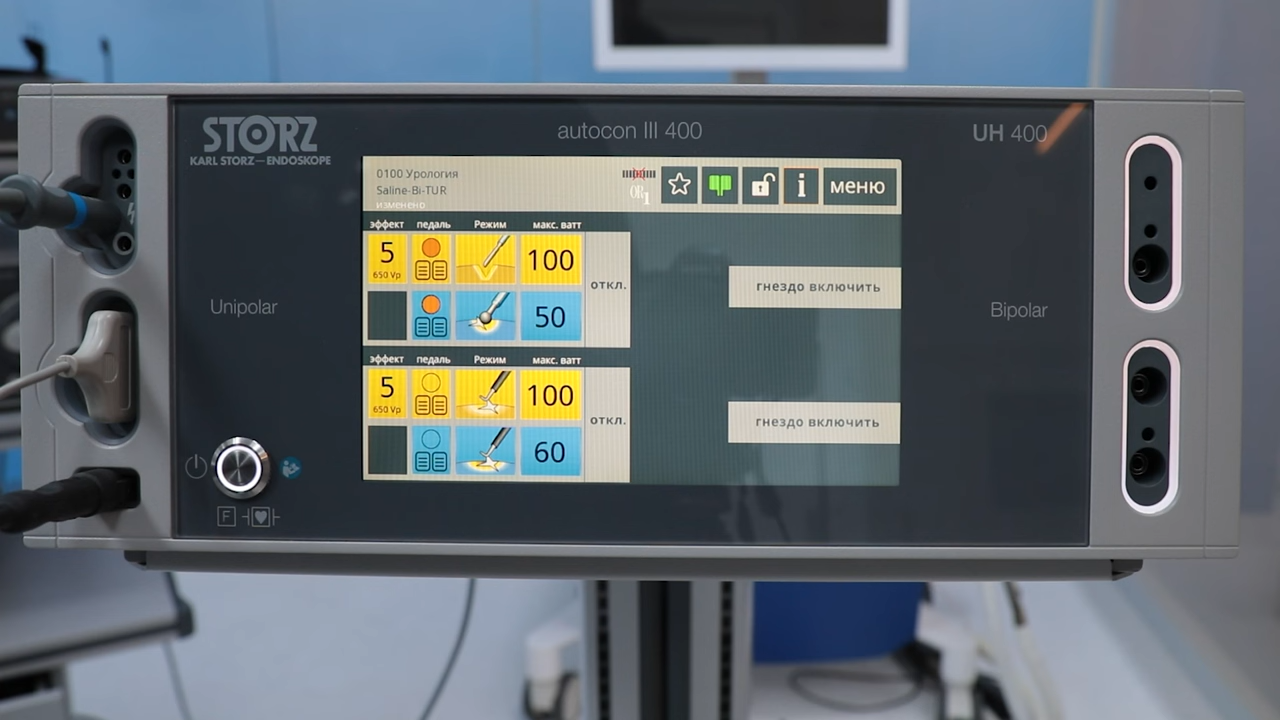 STORZ
KARL STORZ—ENDOSKOPE
autocon III 400
UH 400
0100 Урология
Saline-Bi-TUR
изменено
OR1
i
меню
эффект педаль Режим макс. ватт
5
650 Vp
100
откл.
50
гнездо включить
Unipolar
Bipolar
эффект педаль Режим макс. ватт
5
650 Vp
100
откл.
60
гнездо включить
F